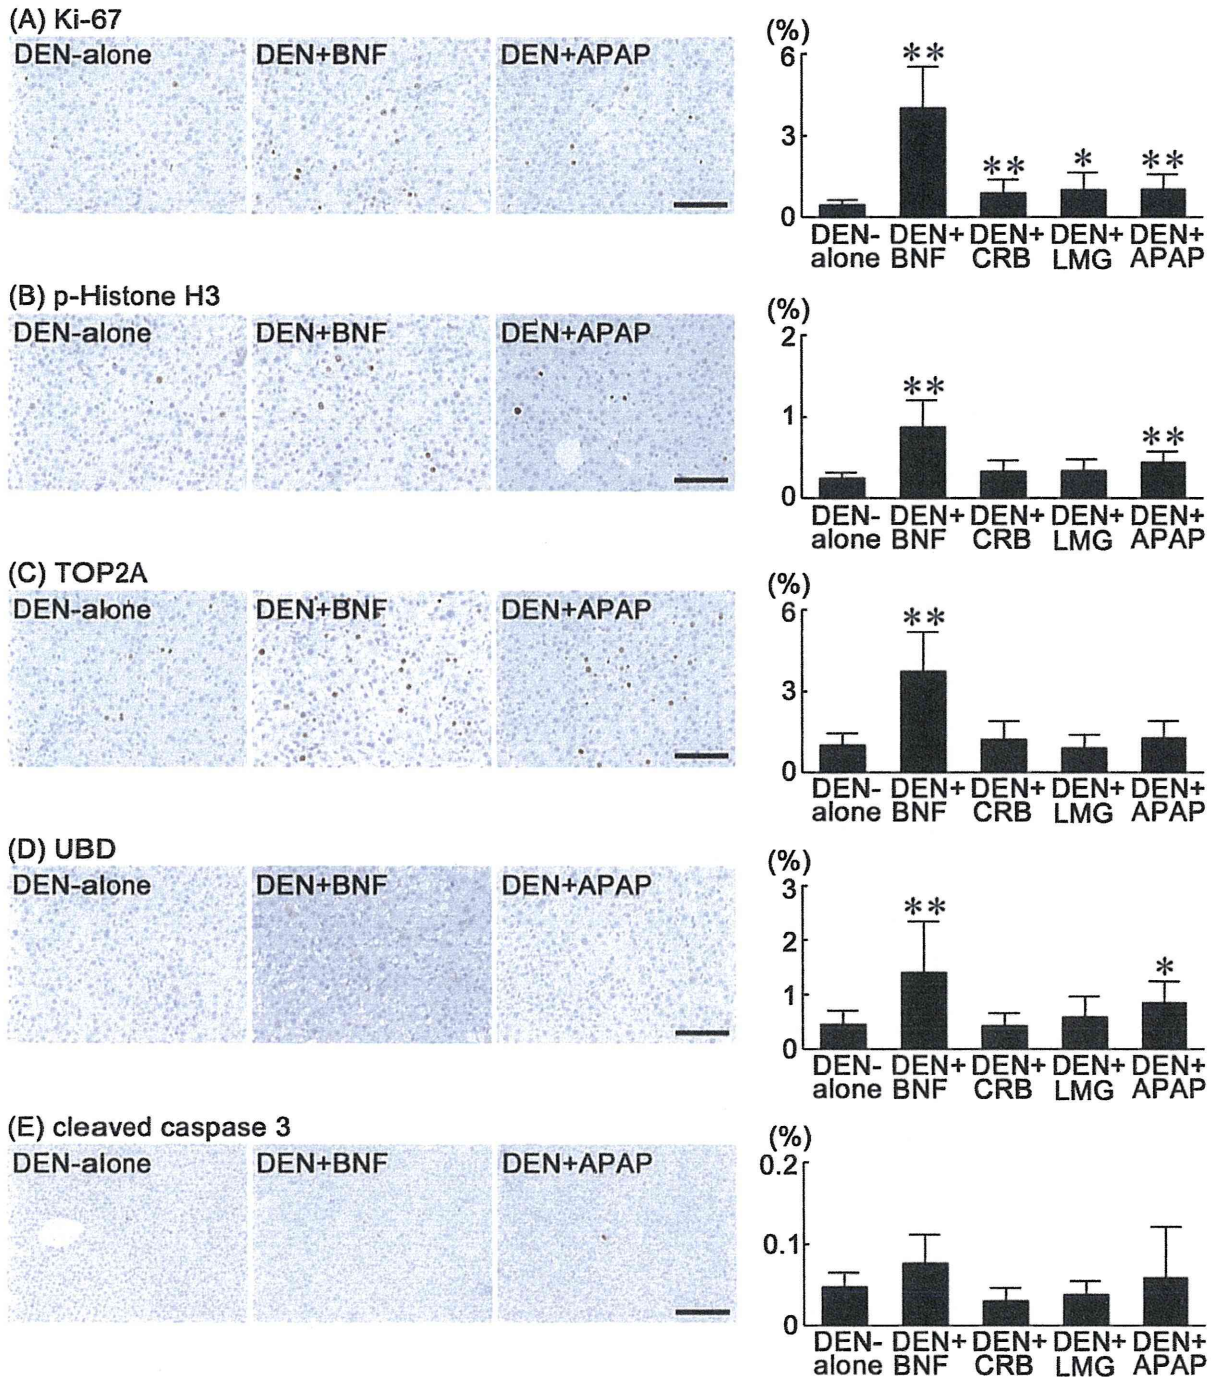 (A) Ki-67
DEN-alone DEN+BNF DEN+APAP
(%)
6
3
0
** ** * **
DEN- DEN+ DEN+ DEN+ DEN+
alone BNF CRB LMG APAP
(B) p-Histone H3
DEN-alone DEN+BNF DEN+APAP
(%)
2
1
0
** **
DEN- DEN+ DEN+ DEN+ DEN+
alone BNF CRB LMG APAP
(C) TOP2A
DEN-alone DEN+BNF DEN+APAP
(%)
6
3
0
**
DEN- DEN+ DEN+ DEN+ DEN+
alone BNF CRB LMG APAP
(D) UBD
DEN-alone DEN+BNF DEN+APAP
(%)
3
2
1
0
** *
DEN- DEN+ DEN+ DEN+ DEN+
alone BNF CRB LMG APAP
(E) cleaved caspase 3
DEN-alone DEN+BNF DEN+APAP
(%)
0.2
0.1
0
DEN- DEN+ DEN+ DEN+ DEN+
alone BNF CRB LMG APAP